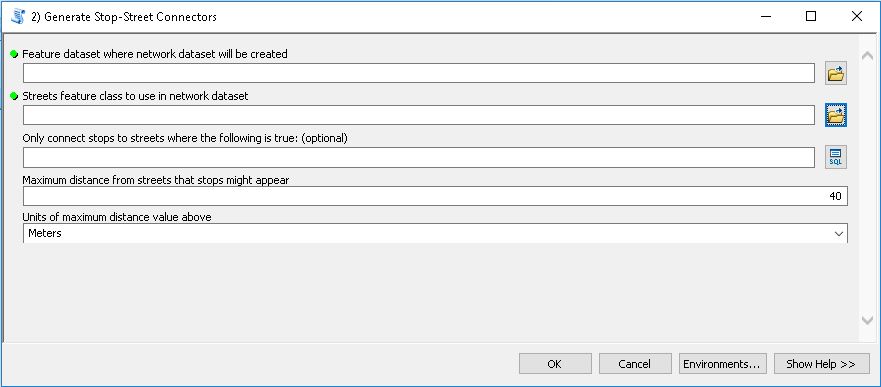 2) Generate Stop-Street Connectors
Feature dataset where network dataset will be created
Streets feature class to use in network dataset
Only connect stops to streets where the following is true: (optional)
SQL
Maximum distance from streets that stops might appear
40
Units of maximum distance value above
Meters
OK Cancel Environments... Show Help >>